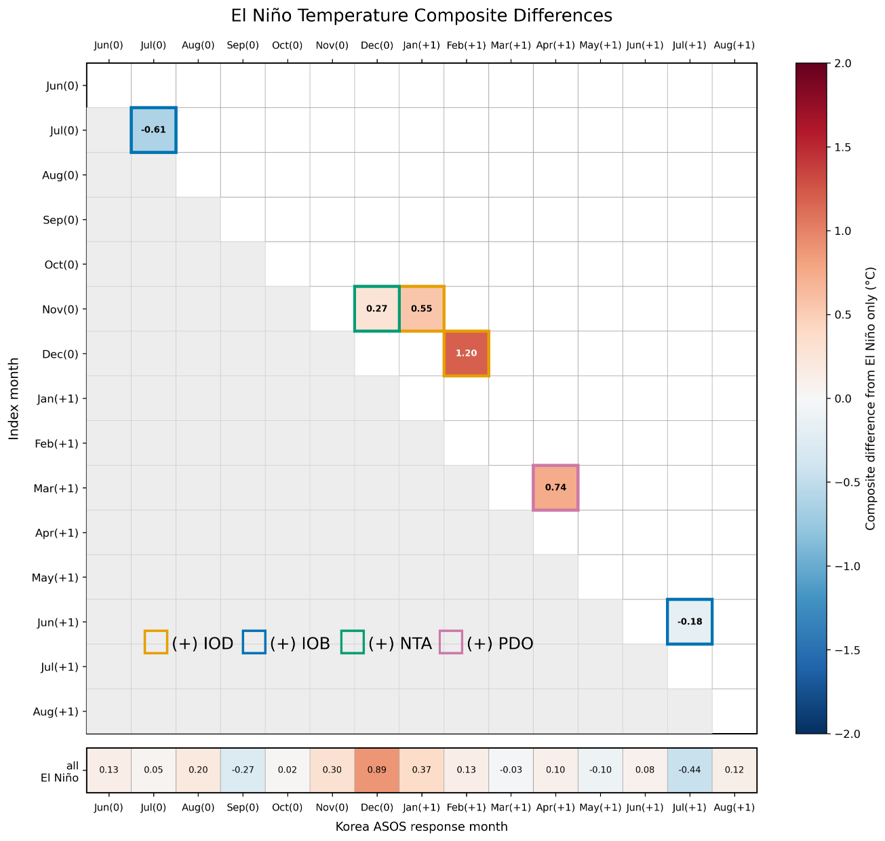 El Niño Temperature Composite Differences
Jun(0) Jul(0) Aug(0) Sep(0) Oct(0) Nov(0) Dec(0) Jan(+1) Feb(+1) Mar(+1) Apr(+1) May(+1) Jun(+1) Jul(+1) Aug(+1)
Jun(0)
Jul(0) -0.61
Aug(0)
Sep(0)
Oct(0)
Nov(0) 0.27 0.55
Dec(0) 1.20
Jan(+1)
Feb(+1)
Mar(+1) 0.74
Apr(+1)
May(+1)
Jun(+1) -0.18
(+) IOD (+) IOB (+) NTA (+) PDO
Jul(+1)
Aug(+1)
Index month
all
El Niño
0.13 0.05 0.20 -0.27 0.02 0.30 0.89 0.37 0.13 -0.03 0.10 -0.10 0.08 -0.44 0.12
Jun(0) Jul(0) Aug(0) Sep(0) Oct(0) Nov(0) Dec(0) Jan(+1) Feb(+1) Mar(+1) Apr(+1) May(+1) Jun(+1) Jul(+1) Aug(+1)
Korea ASOS response month
2.0
1.5
1.0
0.5
0.0
−0.5
−1.0
−1.5
−2.0
Composite difference from El Niño only (°C)